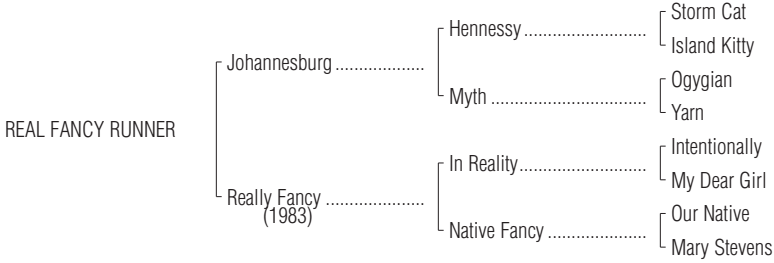 Storm Cat
Hennessy ..........................
Island Kitty
Johannesburg ...................
Ogygian
Myth .................................
Yarn
REAL FANCY RUNNER
Intentionally
In Reality...........................
My Dear Girl
Really Fancy .....................
(1983)
Our Native
Native Fancy .....................
Mary Stevens